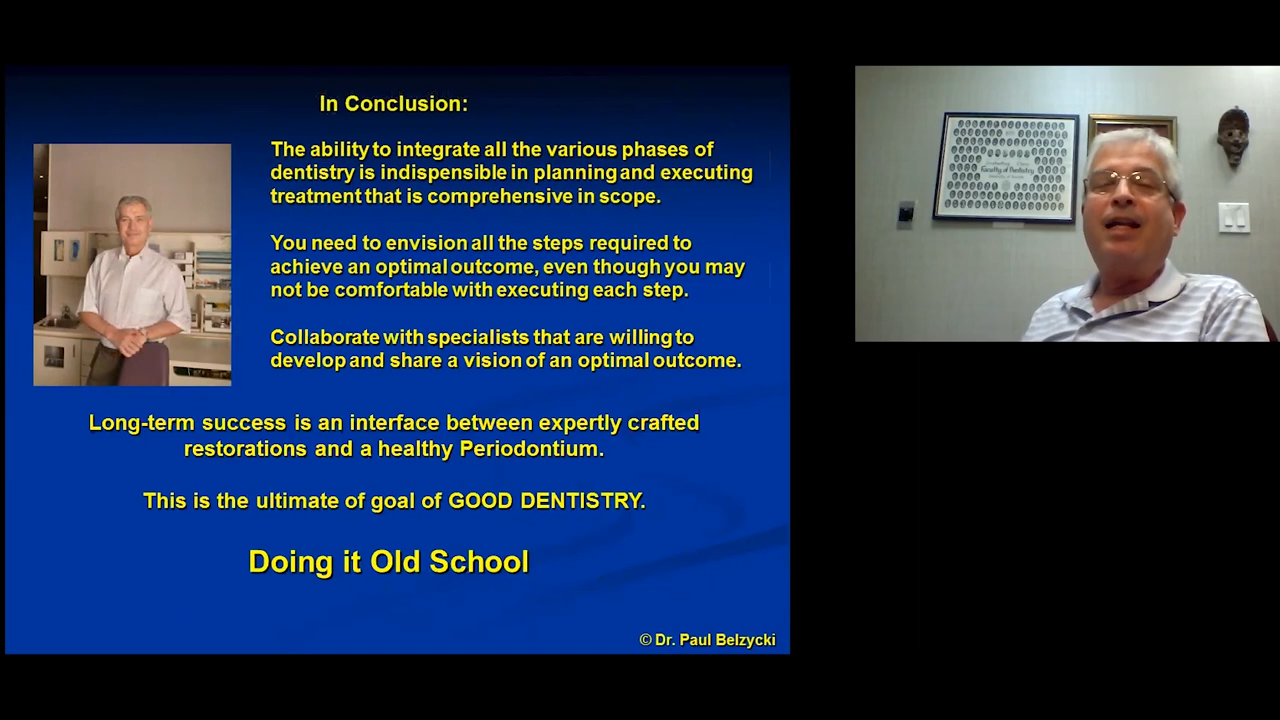 In Conclusion:
The ability to integrate all the various phases of
dentistry is indispensible in planning and executing
treatment that is comprehensive in scope.
You need to envision all the steps required to
achieve an optimal outcome, even though you may
not be comfortable with executing each step.
Collaborate with specialists that are willing to
develop and share a vision of an optimal outcome.
Long-term success is an interface between expertly crafted
restorations and a healthy Periodontium.
This is the ultimate of goal of GOOD DENTISTRY.
Doing it Old School
© Dr. Paul Belzycki
Faculty of Dentistry